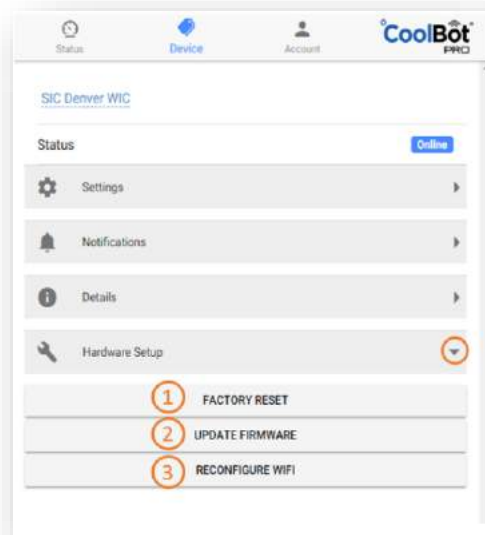 Status
Device
Account
CoolBot
PRO
SIC Denver WIC
Status Online
Settings
Notifications
Details
Hardware Setup
1 FACTORY RESET
2 UPDATE FIRMWARE
3 RECONFIGURE WIFI